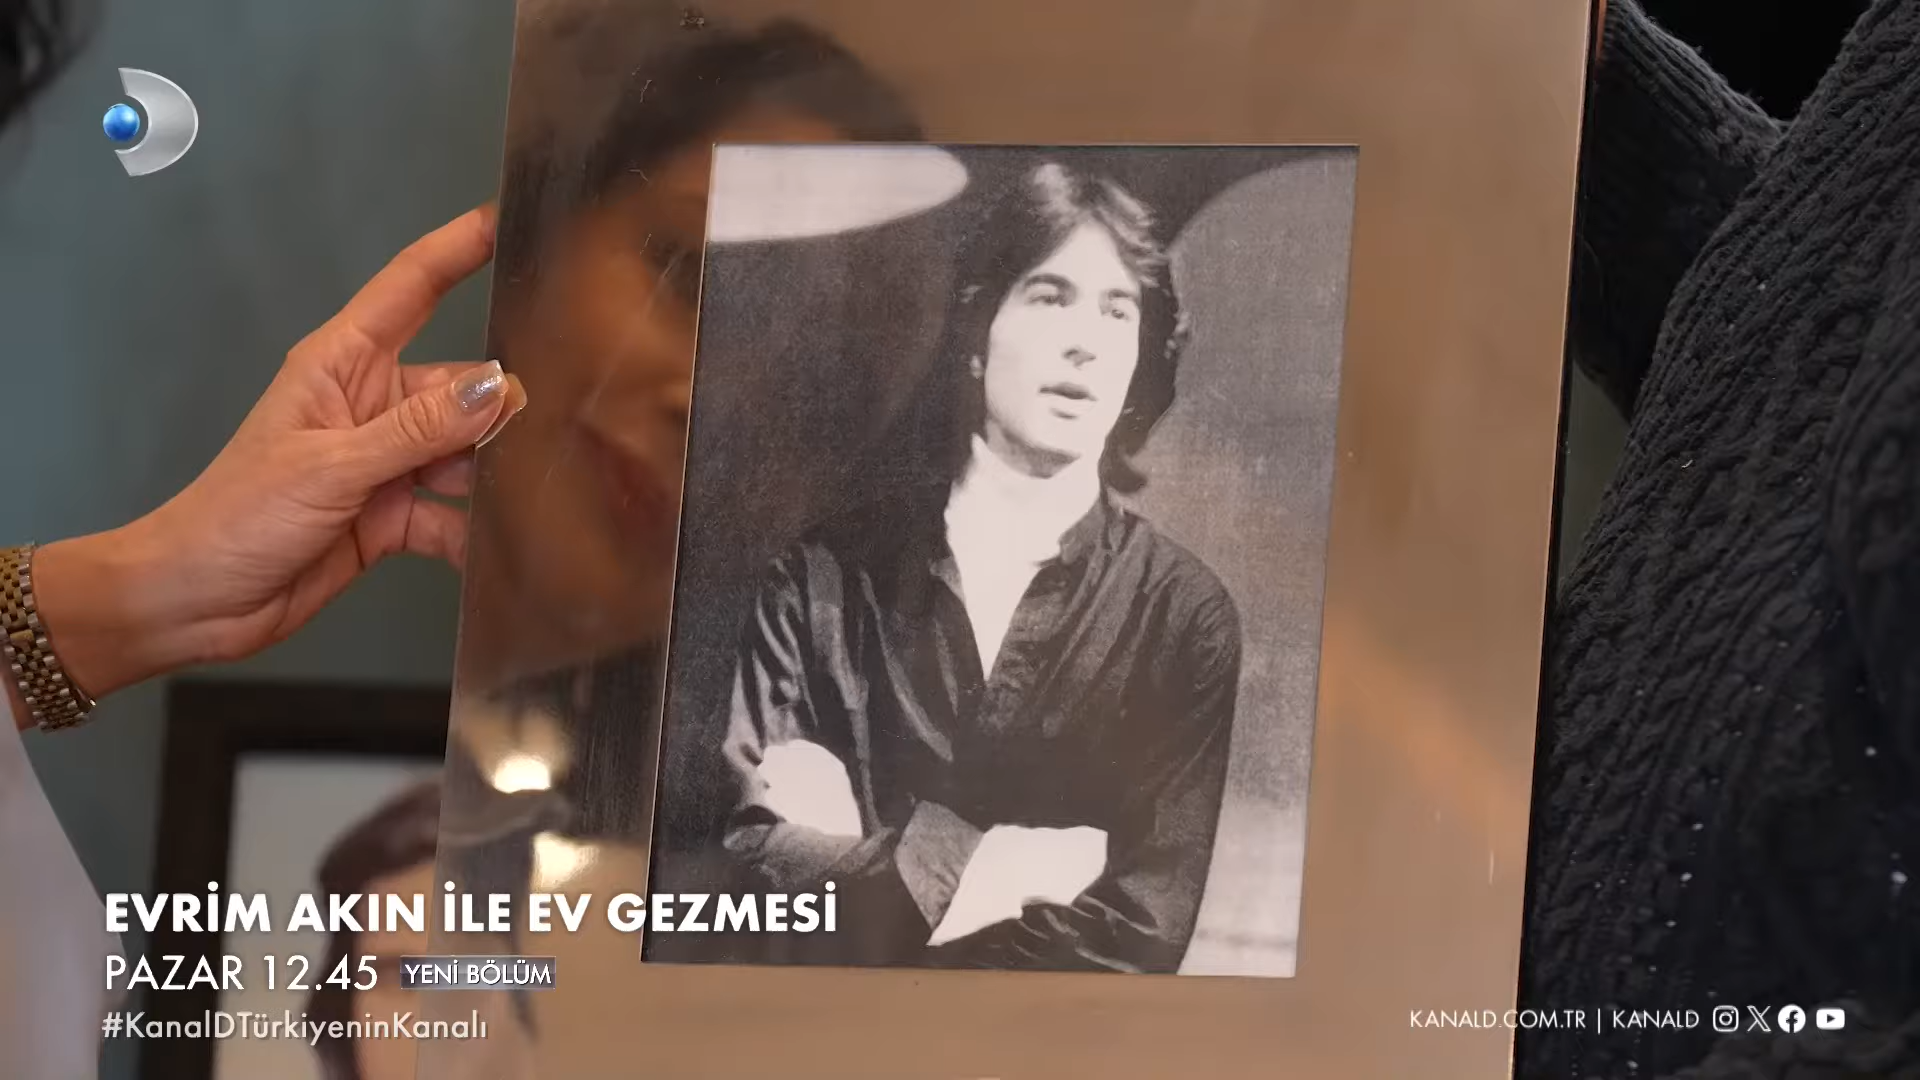 EVRİM AKIN İLE EV GEZMESİ
PAZAR 12.45 YENİ BÖLÜM
#KanalDTürkiyeninKanalı
KANALD.COM.TR | KANALD